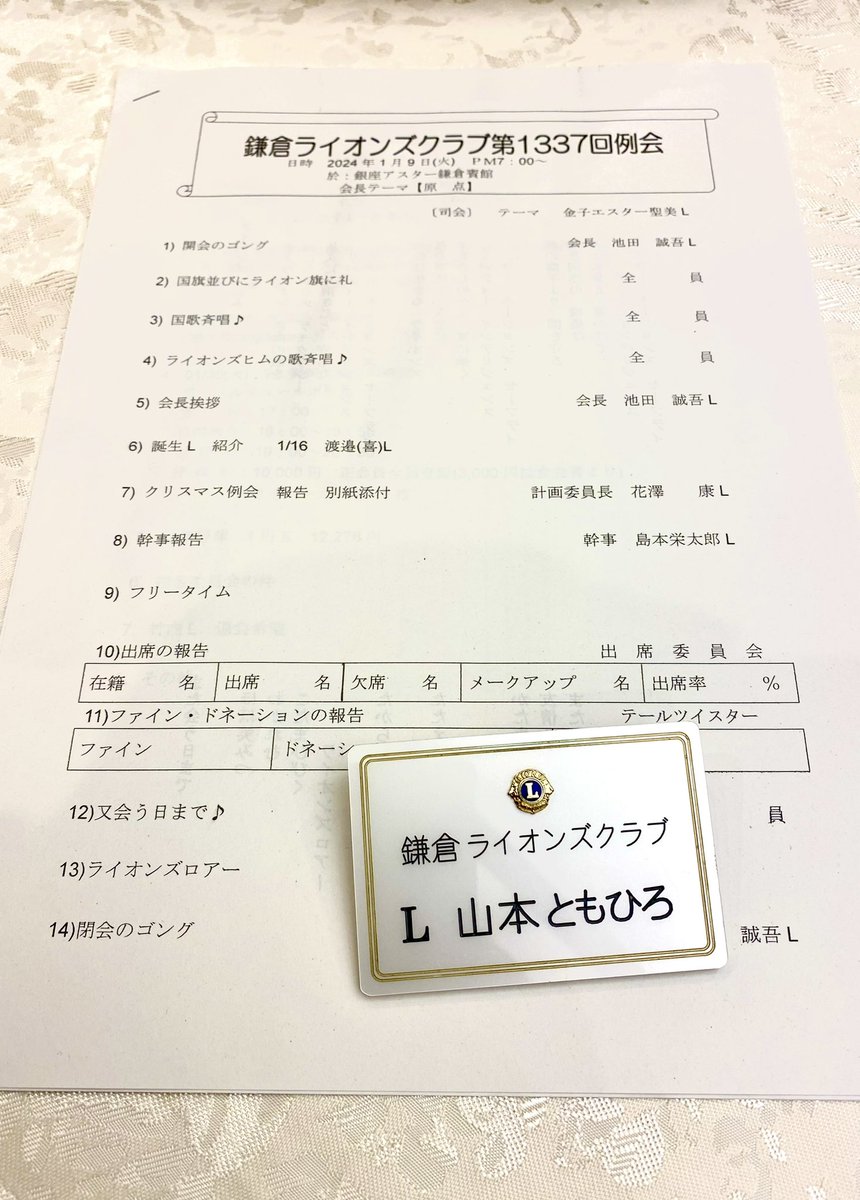 鎌倉ライオンズクラブ第1337回例会
日時 2024年1月9日(火) PM7:00~
於:銀座アスター鎌倉賓館
会長テーマ【原 点】
〔司会〕 テーマ 金子エスター聖美L
1) 開会のゴング 会長 池田 誠吾L
2) 国旗並びにライオン旗に礼 全 員
3) 国歌斉唱♪ 全 員
4) ライオンズヒムの歌斉唱♪ 全 員
5) 会長挨拶 会長 池田 誠吾L
6) 誕生L 紹介 1/16 渡邉(喜)L
7) クリスマス例会 報告 別紙添付 計画委員長 花澤 康L
8) 幹事報告 幹事 島本栄太郎L
9) フリータイム
10)出席の報告 出 席 委 員 会
在籍 名 出席 名 欠席 名 メークアップ 名 出席率 %
11)ファイン・ドネーションの報告 テールツイスター
ファイン ドネーシ
12)又会う日まで♪ 員
13)ライオンズロアー
14)閉会のゴング 誠吾L
L
鎌倉ライオンズクラブ
L 山本ともひろ